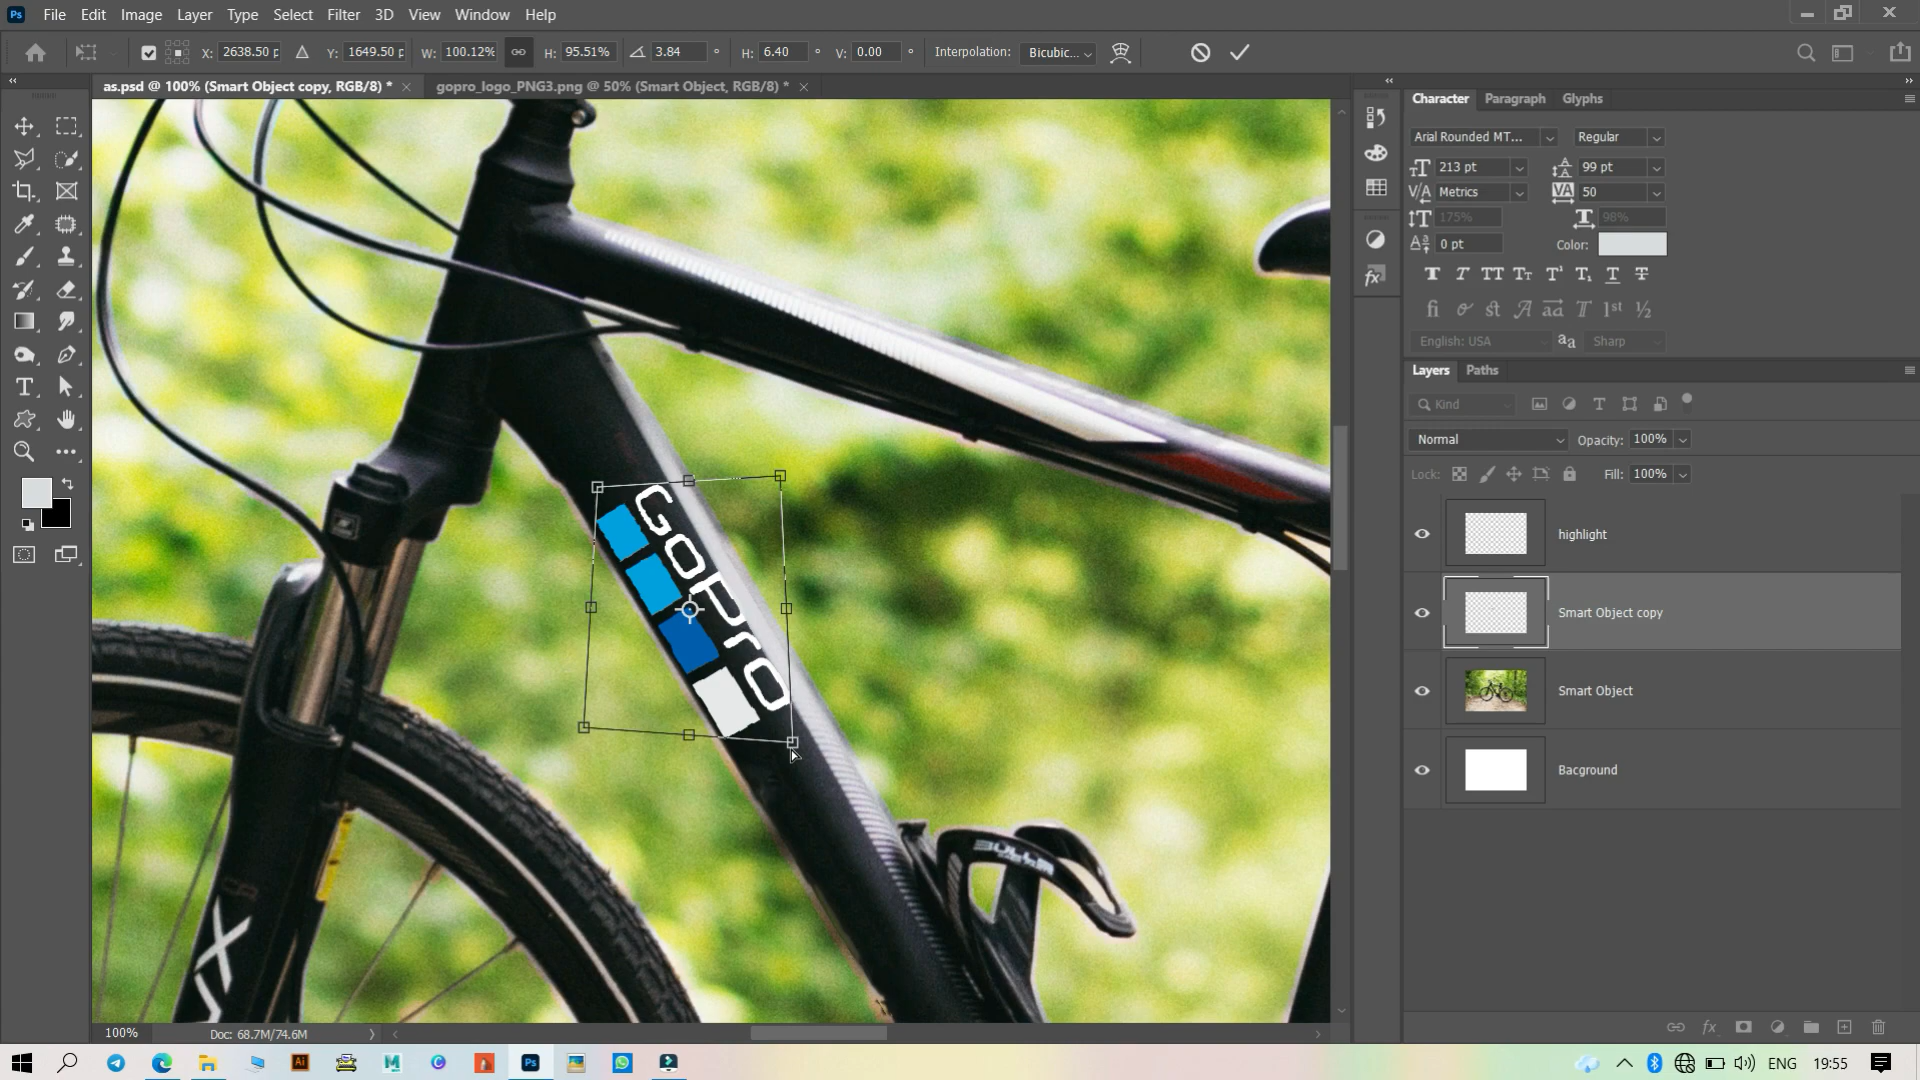 File Edit Image Layer Type Select Filter 3D View Window Help
X: 2638.50 p Y: 1649.50 p W: 100.12% H: 95.51% 3.84 ° H: 6.40 ° V: 0.00 ° Interpolation: Bicubic...
as.psd @ 100% (Smart Object copy, RGB/8) * gopro_logo_PNG3.png @ 50% (Smart Object, RGB/8) *
Character Paragraph Glyphs
Arial Rounded MT... Regular
213 pt 99 pt
Metrics 50
175% 98%
0 pt Color:
English: USA Sharp
Layers Paths
Kind
Normal Opacity: 100%
Lock: Fill: 100%
highlight
Smart Object copy
Smart Object
Bacground
GoPro
BULLS
CR
X
100% Doc: 68.7M/74.6M
ENG 19:55